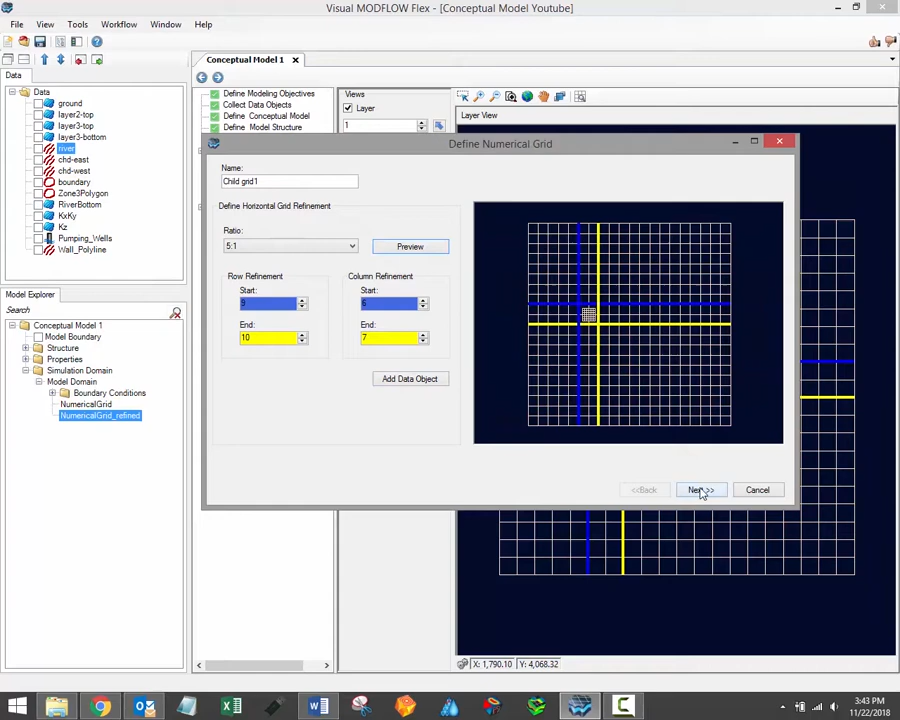 Visual MODFLOW Flex - [Conceptual Model Youtube]
File View Tools Workflow Window Help
Data
Data
ground
layer2-top
layer3-top
layer3-bottom
river
chd-east
chd-west
boundary
Zone3Polygon
RiverBottom
KxKy
Kz
Pumping_Wells
Wall_Polyline
Model Explorer
Search
Conceptual Model 1
Model Boundary
Structure
Properties
Simulation Domain
Model Domain
Boundary Conditions
NumericalGrid
NumericalGrid_refined
Conceptual Model 1
Define Modeling Objectives
Collect Data Objects
Define Conceptual Model
Define Model Structure
Views
Layer
1
Layer View
Define Numerical Grid
Name:
Child grid1
Define Horizontal Grid Refinement
Ratio:
5:1
Preview
Row Refinement
Start:
9
End:
10
Column Refinement
Start:
6
End:
7
Add Data Object
<<Back
Next >>
Cancel
X: 1,790.10
Y: 4,068.32
3:43 PM
11/22/2018